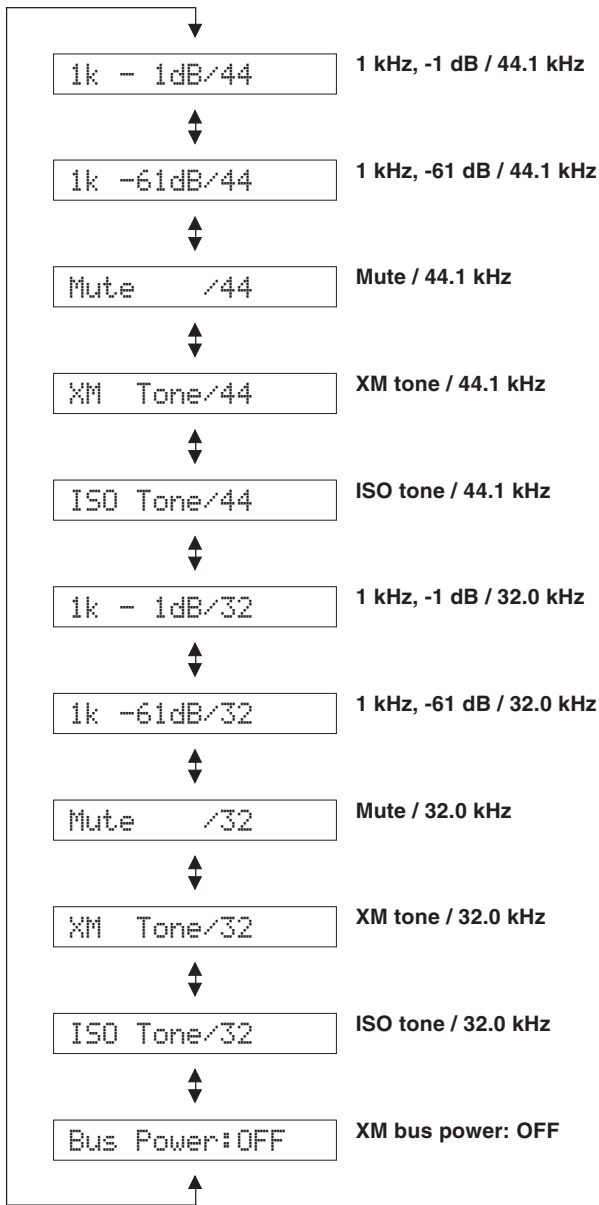 1k - 1dB/44 1 kHz, -1 dB / 44.1 kHz
1k -61dB/44 1 kHz, -61 dB / 44.1 kHz
Mute /44 Mute / 44.1 kHz
XM Tone/44 XM tone / 44.1 kHz
ISO Tone/44 ISO tone / 44.1 kHz
1k - 1dB/32 1 kHz, -1 dB / 32.0 kHz
1k -61dB/32 1 kHz, -61 dB / 32.0 kHz
Mute /32 Mute / 32.0 kHz
XM Tone/32 XM tone / 32.0 kHz
ISO Tone/32 ISO tone / 32.0 kHz
Bus Power:OFF XM bus power: OFF